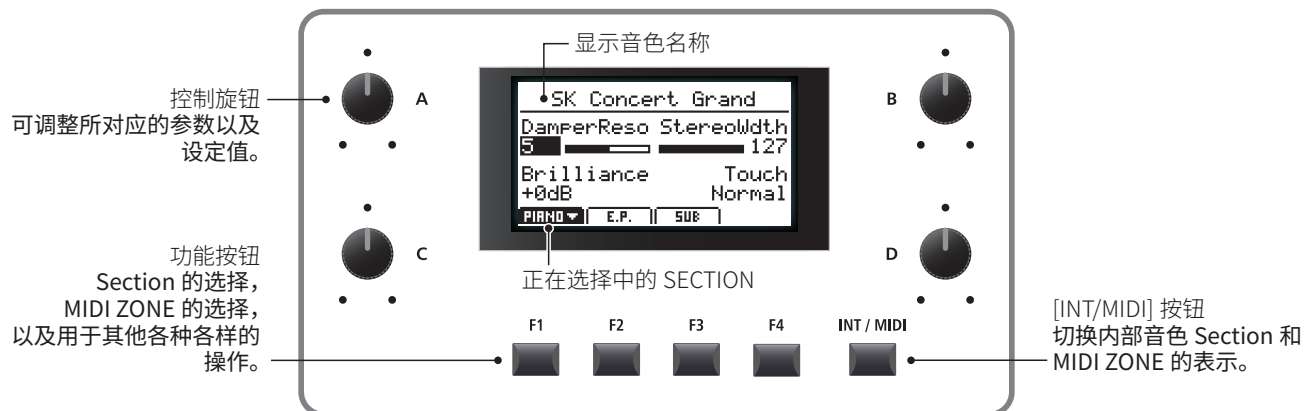 显示音色名称
控制旋钮
可调整所对应的参数以及
设定值。
A
B
SK Concert Grand
DamperReso StereoWdth
5 127
Brilliance Touch
+0dB Normal
PIANO E.P. SUB
功能按钮
Section 的选择，
MIDI ZONE 的选择，
以及用于其他各种各样的
操作。
C
D
正在选择中的 SECTION
F1 F2 F3 F4 INT / MIDI
[INT/MIDI] 按钮
切换内部音色 Section 和
MIDI ZONE 的表示。